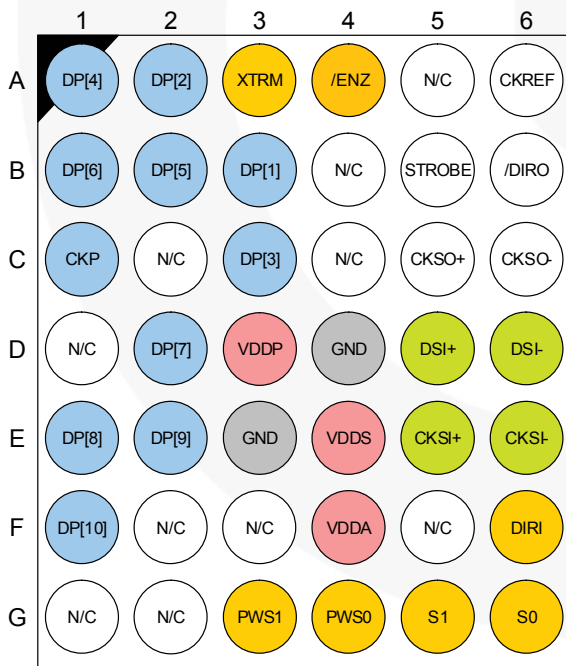 1 2 3 4 5 6
A DP[4] DP[2] XTRM /ENZ N/C CKREF
B DP[6] DP[5] DP[1] N/C STROBE /DIRO
C CKP N/C DP[3] N/C CKSO+ CKSO-
D N/C DP[7] VDDP GND DSI+ DSI-
E DP[8] DP[9] GND VDDS CKSI+ CKSI-
F DP[10] N/C N/C VDDA N/C DIRI
G N/C N/C PWS1 PWS0 S1 S0